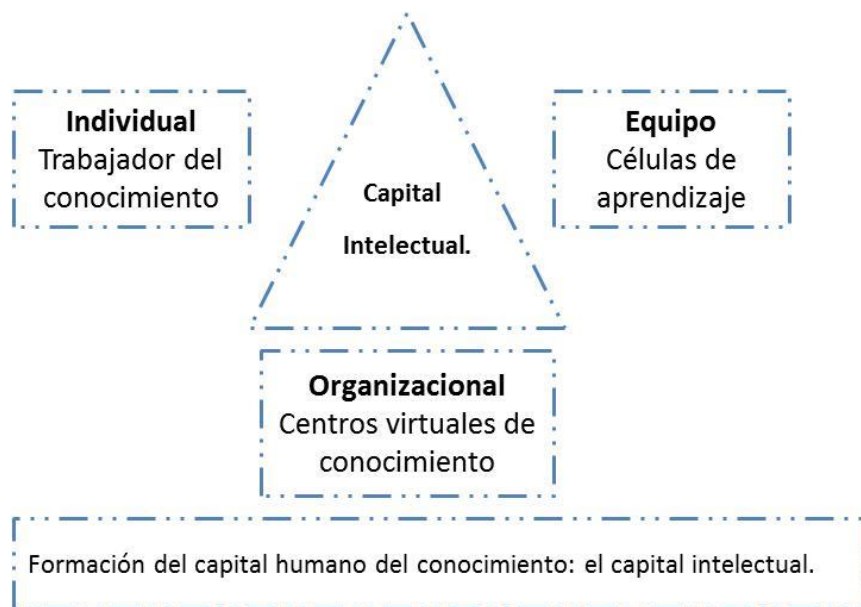 Individual
Trabajador del
conocimiento
Equipo
Células de
aprendizaje
Capital
Intelectual.
Organizacional
Centros virtuales de
conocimiento
Formación del capital humano del conocimiento: el capital intelectual.